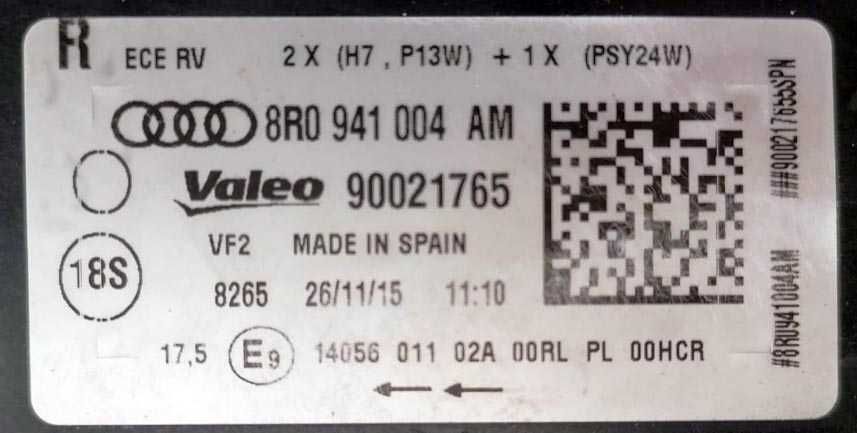 R ECE RV 2 X (H7 , P13W) + 1 X (PSY24W)
8R0 941 004 AM
Valeo 90021765
VF2 MADE IN SPAIN
18S
8265 26/11/15 11:10
17,5 E9 14056 011 02A 00RL PL 00HCR
#8R0941004AM ###90021765SPN